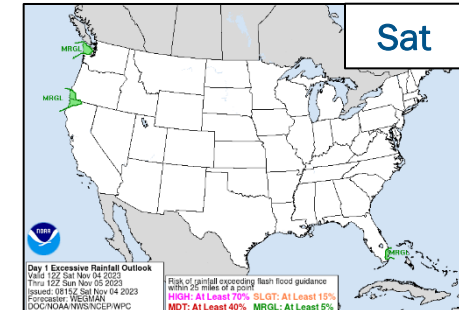 Sat
MRGL
MRGL
MRGL
NOAA
Day 1 Excessive Rainfall Outlook
Valid 12Z Sat Nov 04 2023
Thru 12Z Sun Nov 05 2023
Issued: 0815Z Sat Nov 04 2023
Forecaster: WEGMAN
DOC/NOAA/NWS/NCEP/WPC
Risk of rainfall exceeding flash flood guidance
within 25 miles of a point
HIGH: At Least 70% SLGT: At Least 15%
MDT: At Least 40% MRGL: At Least 5%